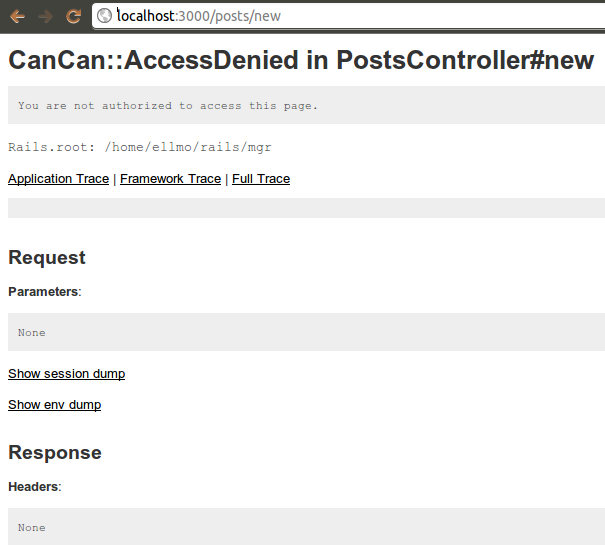 localhost:3000/posts/new
CanCan::AccessDenied in PostsController#new
You are not authorized to access this page.
Rails.root: /home/ellmo/rails/mgr
Application Trace | Framework Trace | Full Trace
Request
Parameters:
None
Show session dump
Show env dump
Response
Headers:
None